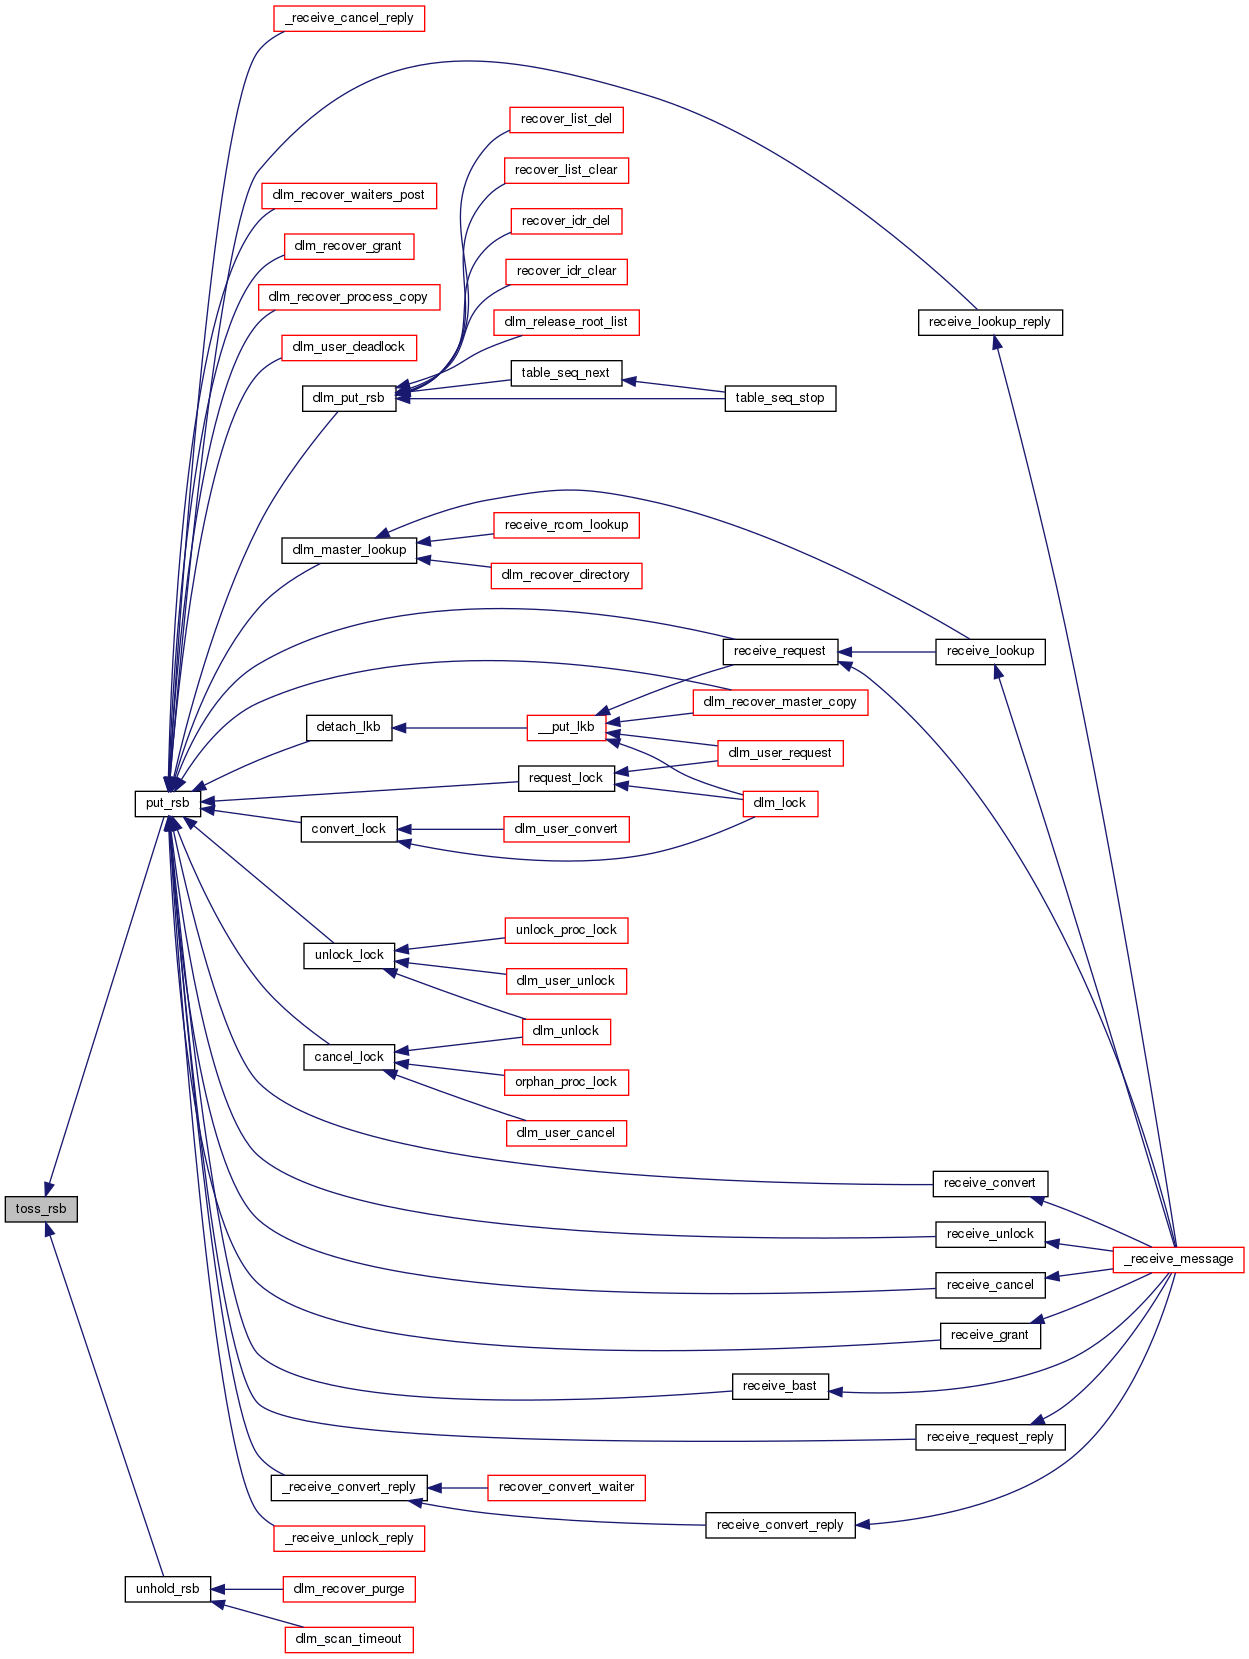 _receive_cancel_reply
recover_list_del
recover_list_clear
dlm_recover_waiters_post
recover_idr_del
dlm_recover_grant
recover_idr_clear
dlm_recover_process_copy
dlm_release_root_list
receive_lookup_reply
dlm_user_deadlock
table_seq_next
dlm_put_rsb
table_seq_stop
receive_rcom_lookup
dlm_master_lookup
dlm_recover_directory
receive_request
receive_lookup
dlm_recover_master_copy
detach_lkb
__put_lkb
dlm_user_request
request_lock
put_rsb
dlm_lock
convert_lock
dlm_user_convert
unlock_proc_lock
unlock_lock
dlm_user_unlock
dlm_unlock
cancel_lock
orphan_proc_lock
dlm_user_cancel
receive_convert
toss_rsb
receive_unlock
_receive_message
receive_cancel
receive_grant
receive_bast
receive_request_reply
_receive_convert_reply
recover_convert_waiter
receive_convert_reply
_receive_unlock_reply
unhold_rsb
dlm_recover_purge
dlm_scan_timeout